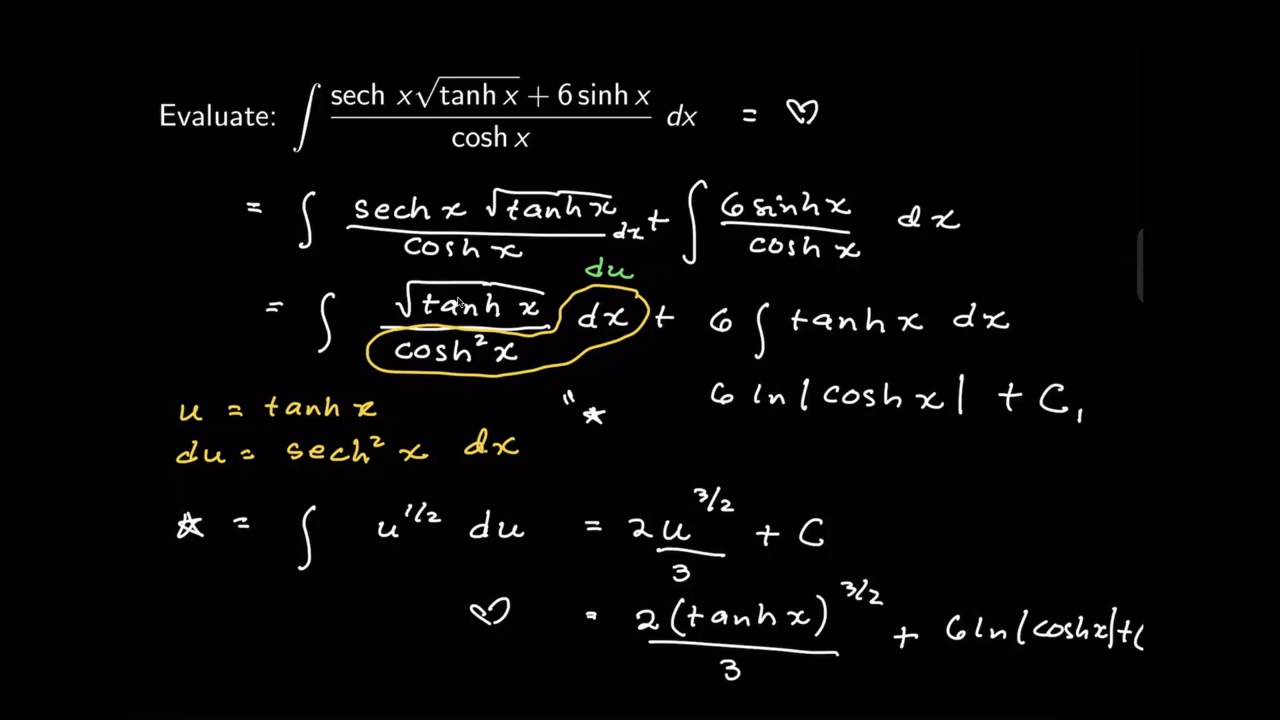 Evaluate: ∫ (sech x√(tanh x) + 6 sinh x)/(cosh x) dx = ♡
= ∫ (sech x √(tanh x))/(cosh x) dx + ∫ (6 sinh x)/(cosh x) dx
du
= ∫ (√(tanh x))/(cosh² x) dx + 6 ∫ tanh x dx
" ☆ 6 ln|cosh x| + C₁
u = tanh x
du = sech² x dx
☆ = ∫ u^(1/2) du = (2u^(3/2))/3 + C
♡ = (2(tanh x)^(3/2))/3 + 6 ln|cosh x| + C